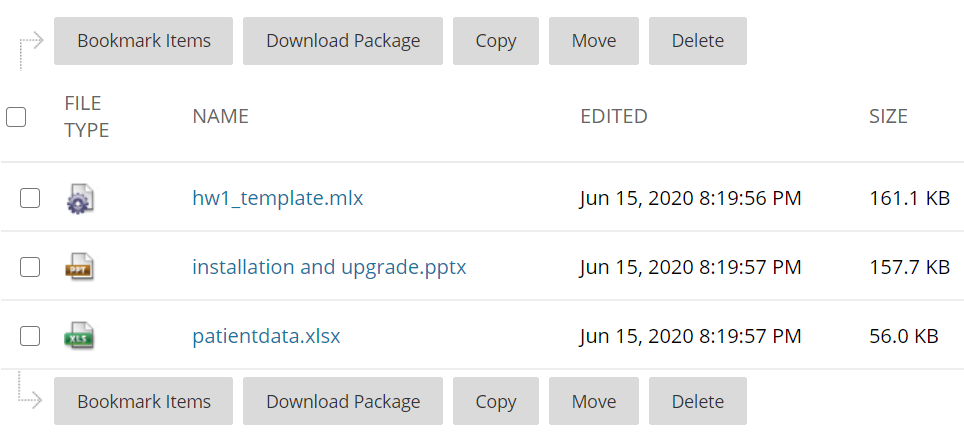 Bookmark Items Download Package Copy Move Delete
FILE TYPE NAME EDITED SIZE
hw1_template.mlx Jun 15, 2020 8:19:56 PM 161.1 KB
PPT installation and upgrade.pptx Jun 15, 2020 8:19:57 PM 157.7 KB
XLS patientdata.xlsx Jun 15, 2020 8:19:57 PM 56.0 KB
Bookmark Items Download Package Copy Move Delete